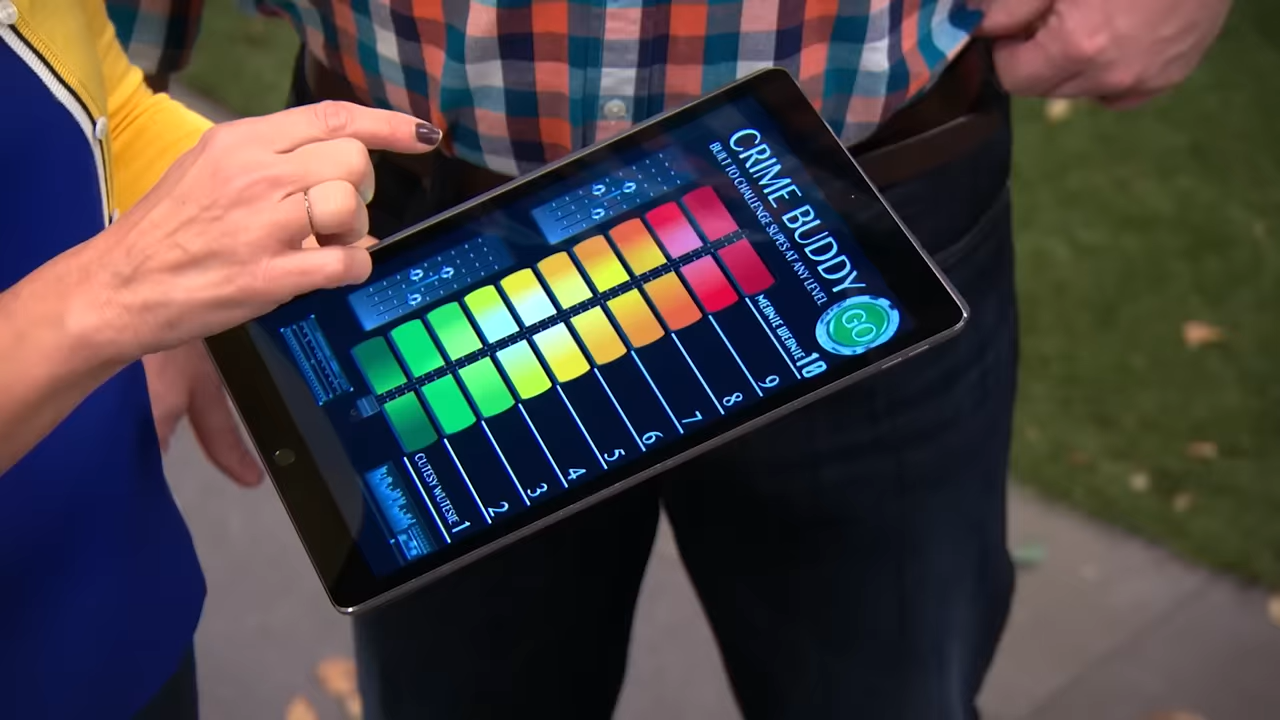 CRIME BUDDY
BUILT TO CHALLENGE SUPES AT ANY LEVEL
GO
MEANIE WEANIE 10
9
8
7
6
5
4
3
2
CUTESY WUTESIE 1